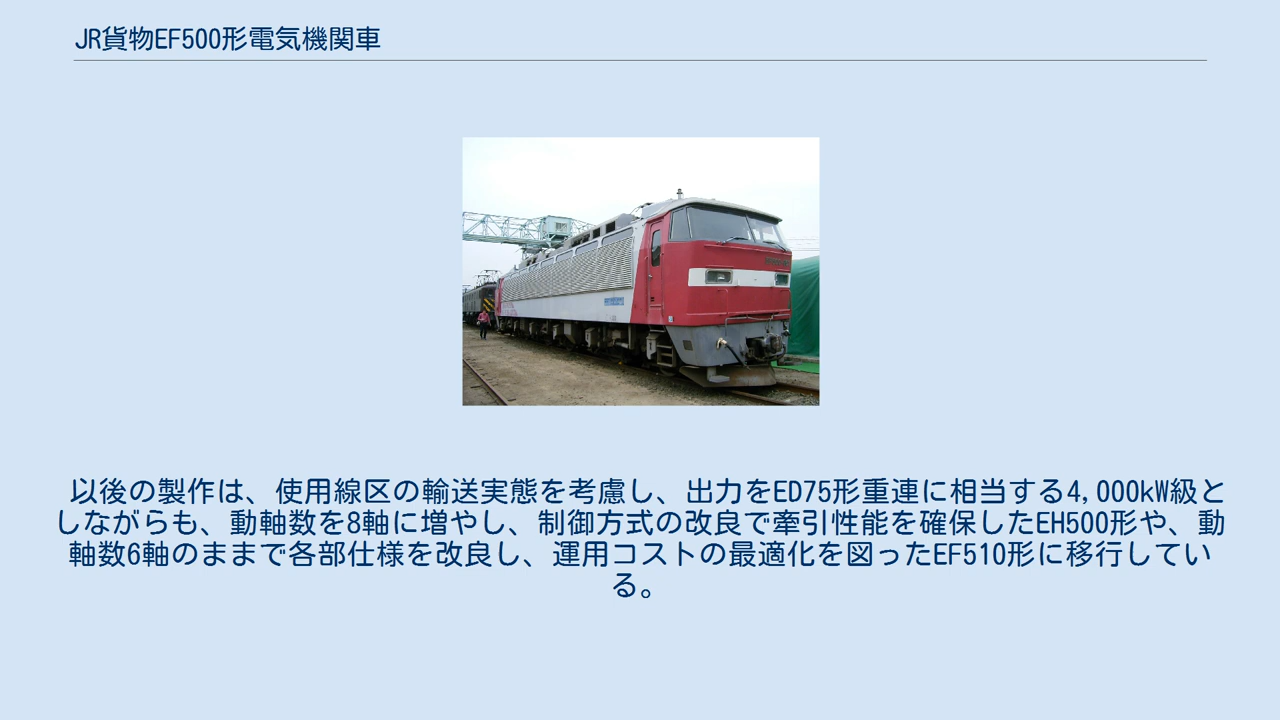 JR貨物EF500形電気機関車
以後の製作は、使用線区の輸送実態を考慮し、出力をED75形重連に相当する4,000kW級と
しながらも、動軸数を8軸に増やし、制御方式の改良で牽引性能を確保したEH500形や、動
軸数6軸のままで各部仕様を改良し、運用コストの最適化を図ったEF510形に移行してい
る。